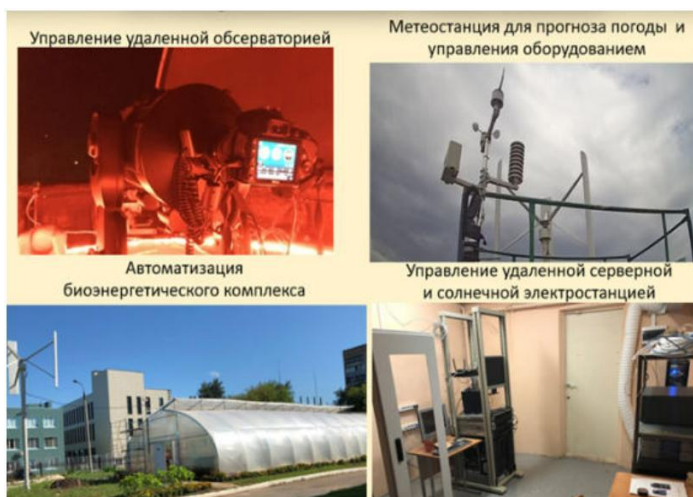 Управление удаленной обсерваторией
Метеостанция для прогноза погоды и
управления оборудованием
Автоматизация
биоэнергетического комплекса
Управление удаленной серверной
и солнечной электростанцией